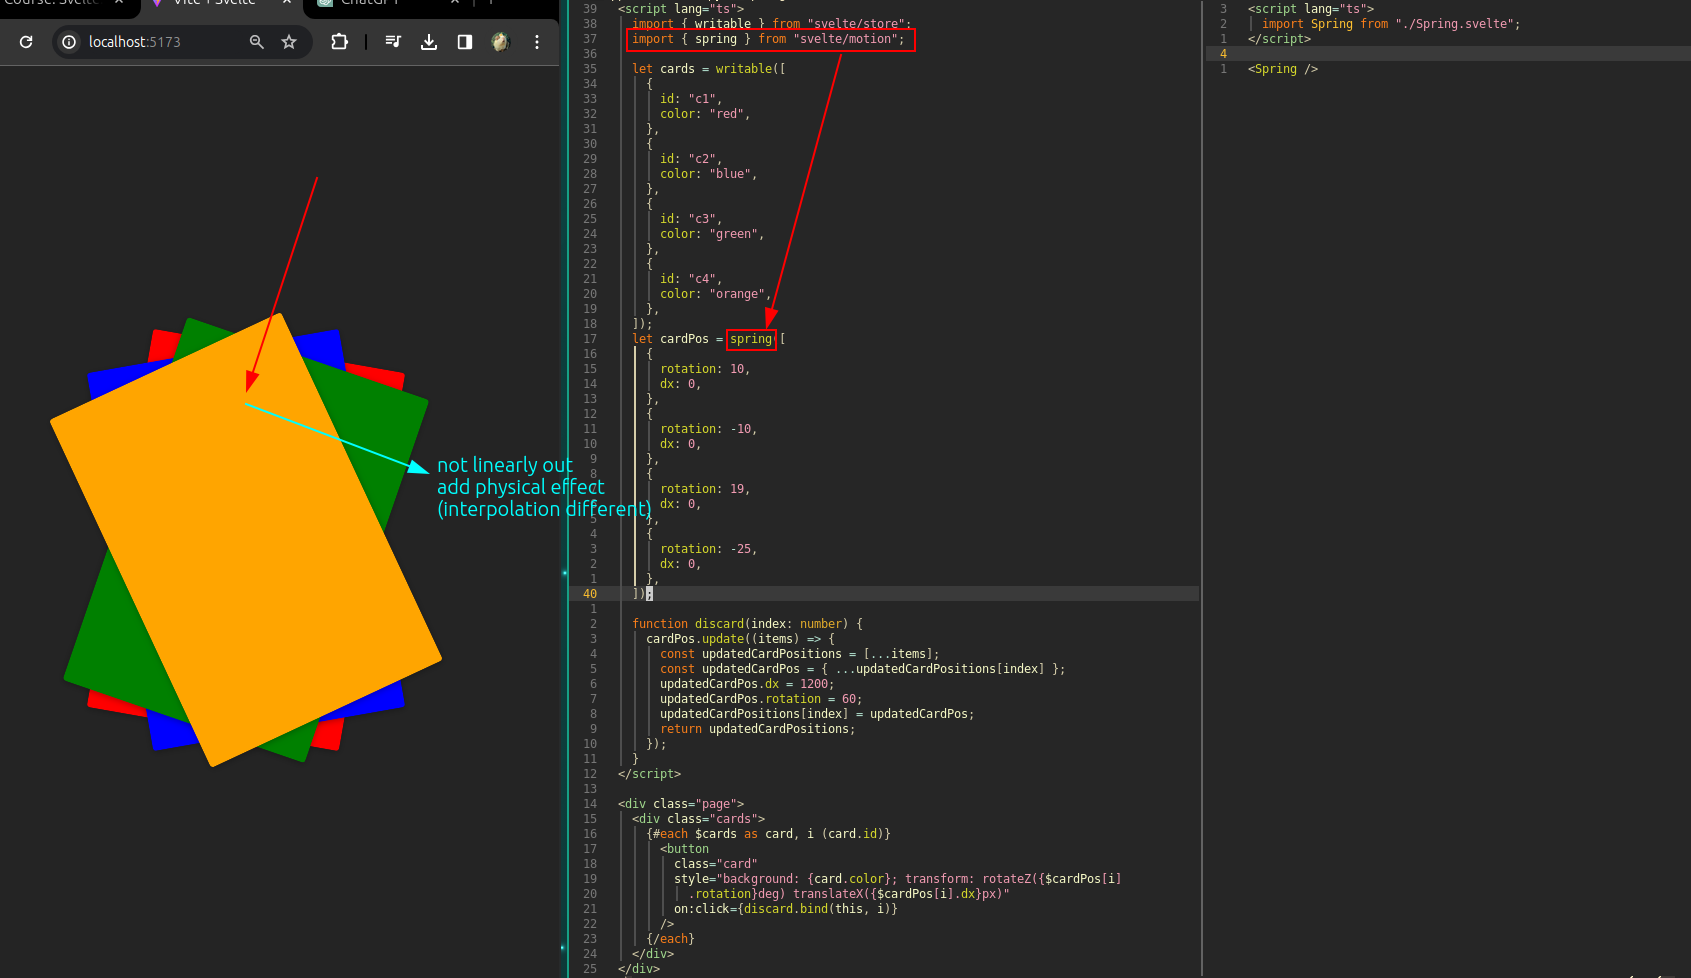 Course: Svelte
Vite + Svelte
ChatGPT
localhost:5173
not linearly out
add physical effect
(interpolation different)
39 <script lang="ts">
38 import { writable } from "svelte/store";
37 import { spring } from "svelte/motion";
36
35 let cards = writable([
34 {
33 id: "c1",
32 color: "red",
31 },
30 {
29 id: "c2",
28 color: "blue",
27 },
26 {
25 id: "c3",
24 color: "green",
23 },
22 {
21 id: "c4",
20 color: "orange",
19 },
18 ]);
17 let cardPos = spring([
16 {
15 rotation: 10,
14 dx: 0,
13 },
12 {
11 rotation: -10,
10 dx: 0,
9 },
8 {
7 rotation: 19,
6 dx: 0,
5 },
4 {
3 rotation: -25,
2 dx: 0,
1 },
40 ]);
1
2 function discard(index: number) {
3 cardPos.update((items) => {
4 const updatedCardPositions = [...items];
5 const updatedCardPos = { ...updatedCardPositions[index] };
6 updatedCardPos.dx = 1200;
7 updatedCardPos.rotation = 60;
8 updatedCardPositions[index] = updatedCardPos;
9 return updatedCardPositions;
10 });
11 }
12 </script>
13
14 <div class="page">
15 <div class="cards">
16 {#each $cards as card, i (card.id)}
17 <button
18 class="card"
19 style="background: {card.color}; transform: rotateZ({$cardPos[i]
20 .rotation}deg) translateX({$cardPos[i].dx}px)"
21 on:click={discard.bind(this, i)}
22 />
23 {/each}
24 </div>
25 </div>
3 <script lang="ts">
2 import Spring from "./Spring.svelte";
1 </script>
4
1 <Spring />